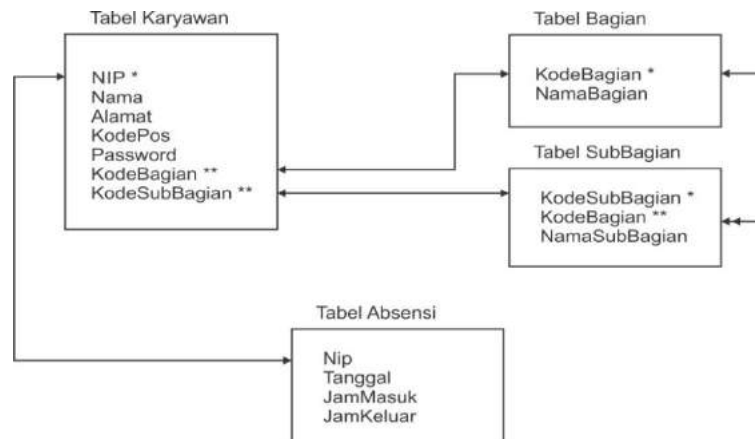 Tabel Karyawan
NIP *
Nama
Alamat
KodePos
Password
KodeBagian **
KodeSubBagian **
Tabel Bagian
KodeBagian *
NamaBagian
Tabel SubBagian
KodeSubBagian *
KodeBagian **
NamaSubBagian
Tabel Absensi
Nip
Tanggal
JamMasuk
JamKeluar